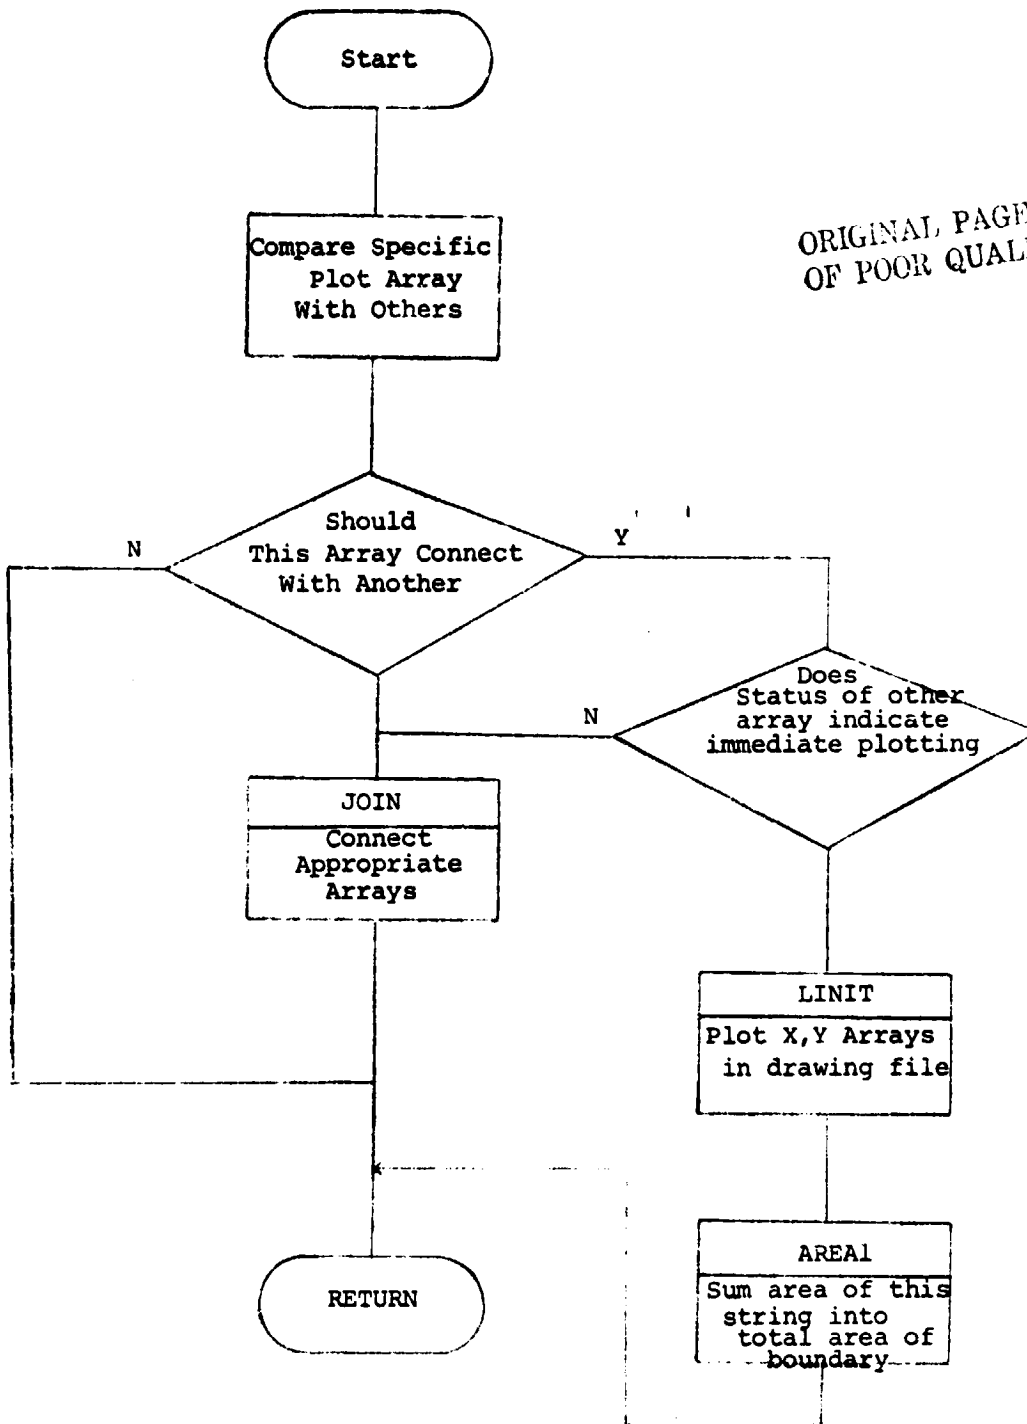 Start
ORIGINAL PAGE
OF POOR
Compare Specific
Plot Array
With Others
Should
This Array Connect
With Another
N
Y
Does
Status of other
array indicate
immediate plotting
N
JOIN
Connect
Appropriate
Arrays
LINIT
Plot X,Y Arrays
in drawing file
AREA1
Sum area of this
string into
total area of
boundary
RETURN